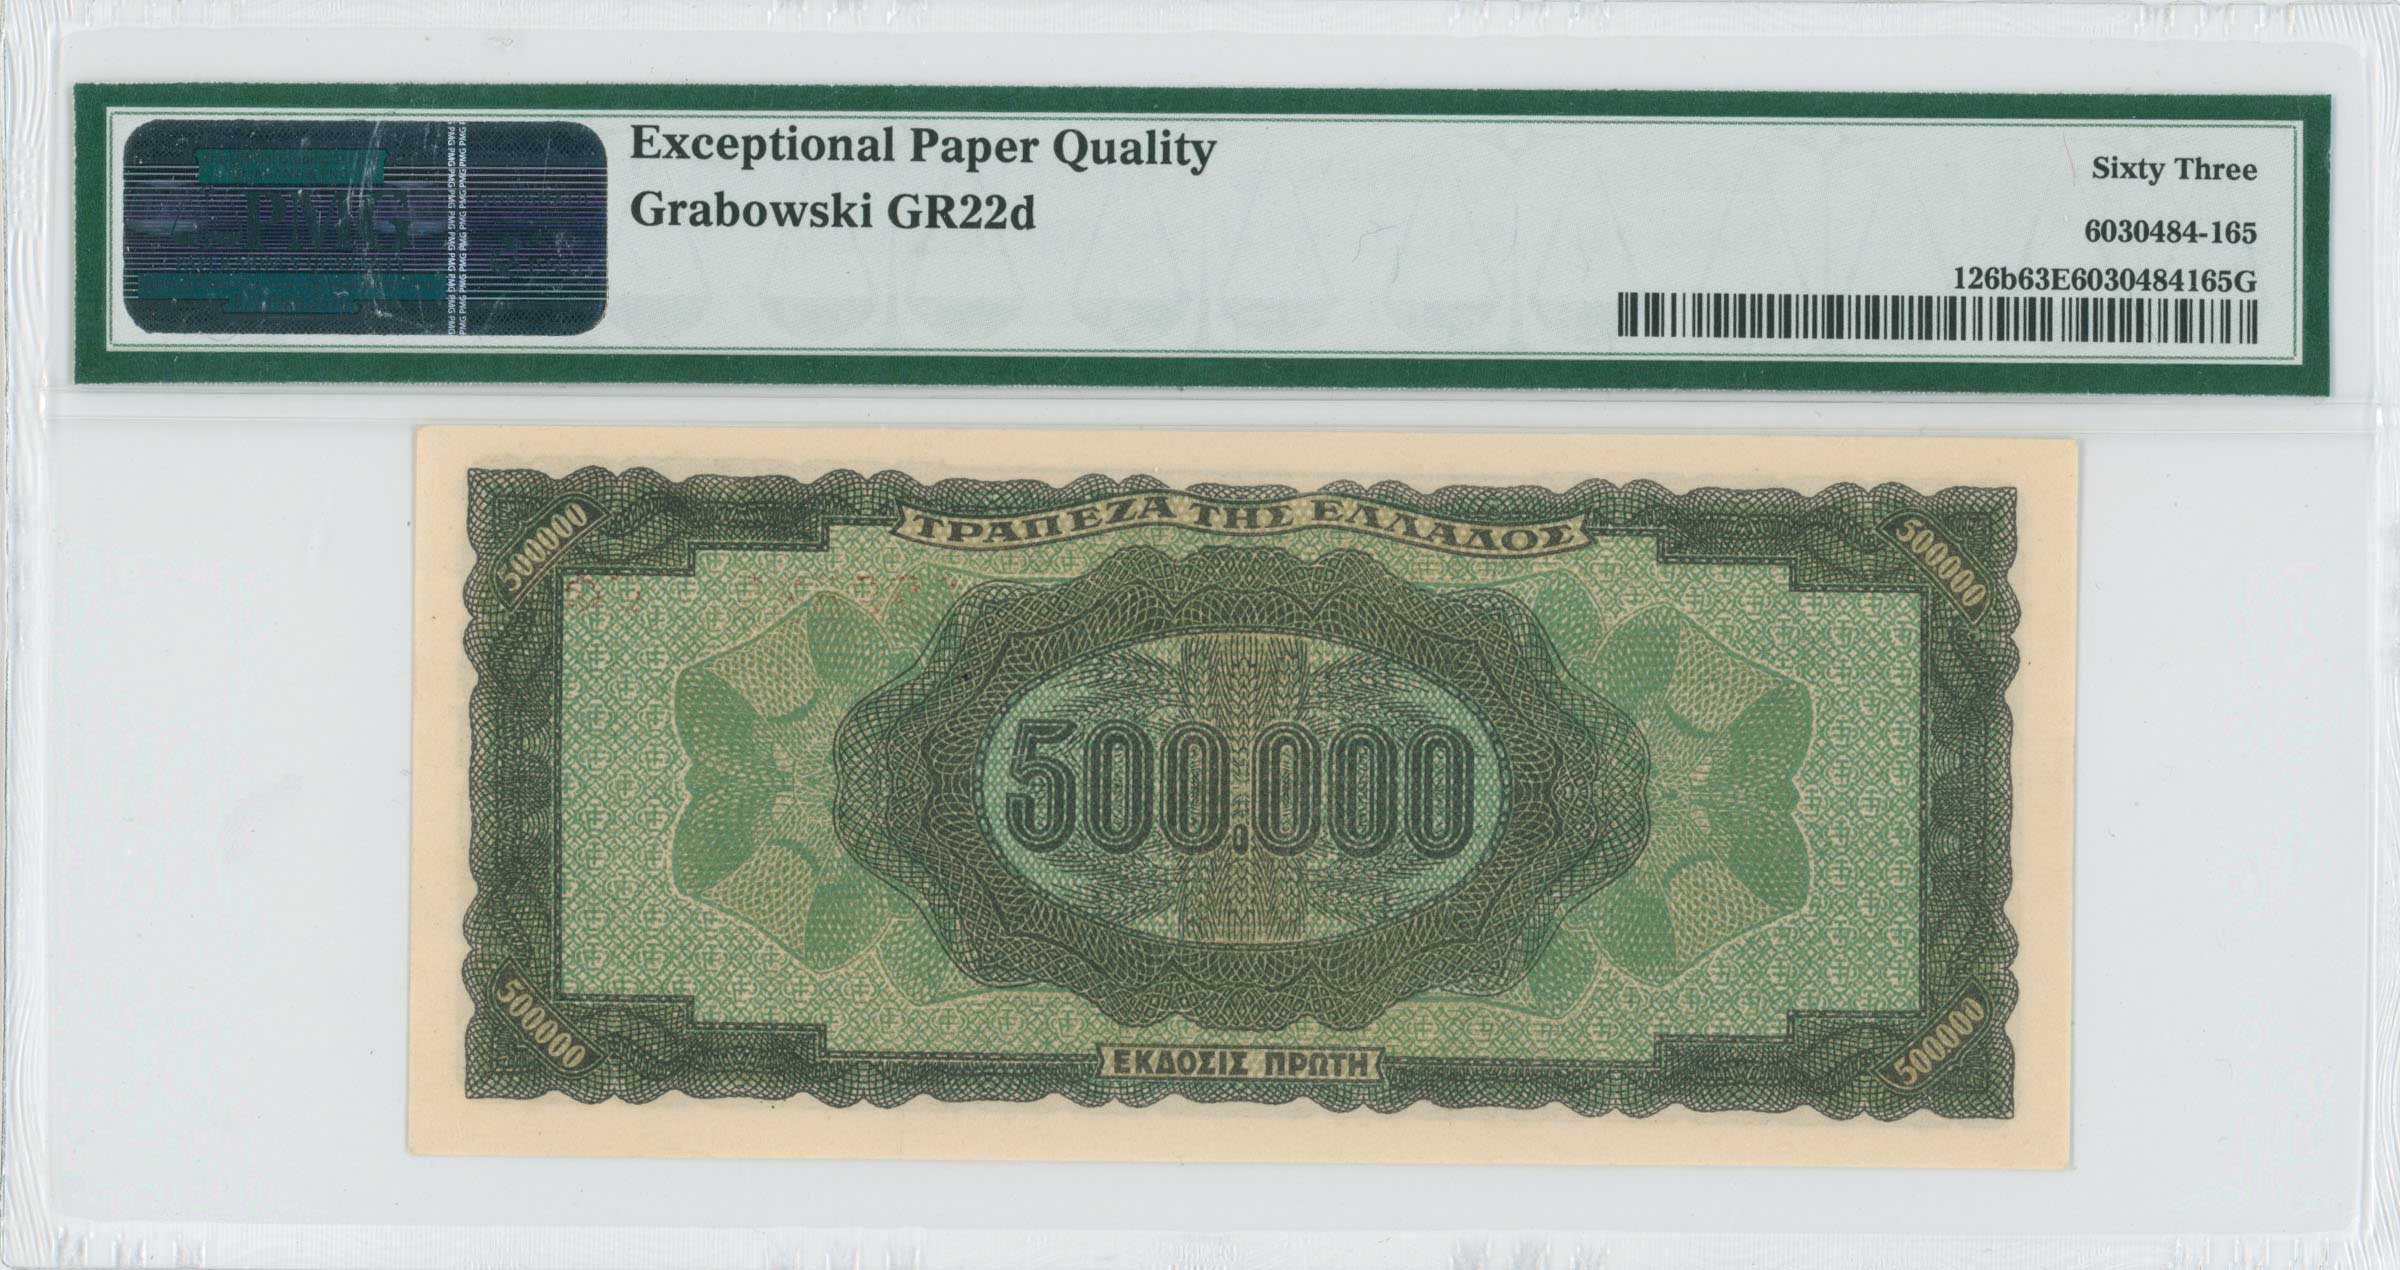 Exceptional Paper Quality
Grabowski GR22d
Sixty Three
6030484-165
126b63E6030484165G
PMG
ΤΡΑΠΕΖΑ ΤΗΣ ΕΛΛΑΔΟΣ
500000
500000
500.000
500000
500000
ΕΚΔΟΣΙΣ ΠΡΩΤΗ